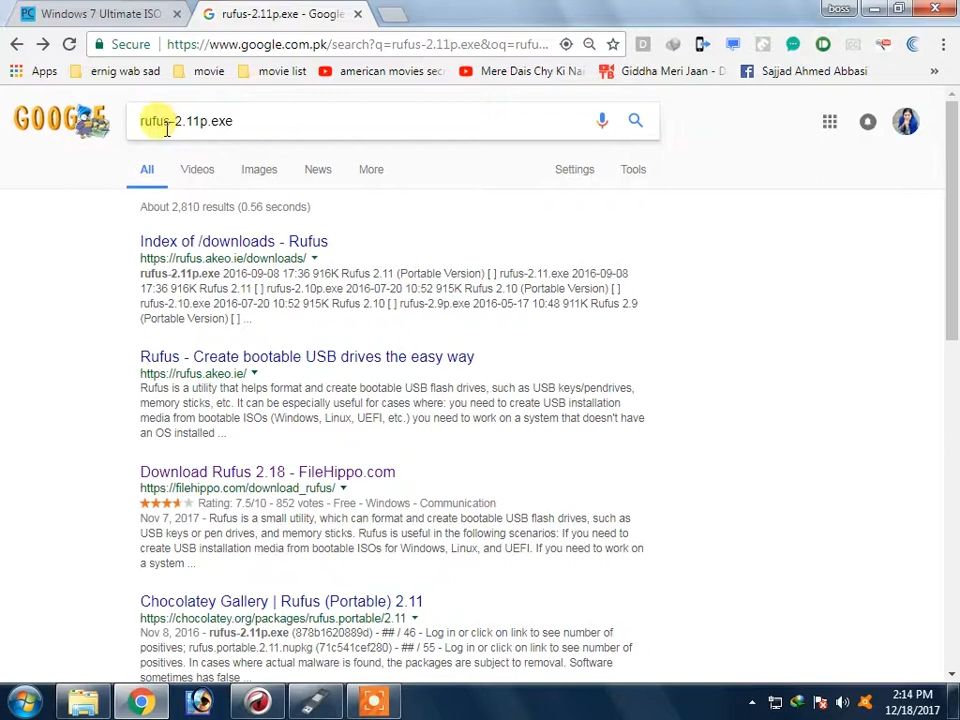 Windows 7 Ultimate ISO
rufus-2.11p.exe - Google
boss
Secure
https://www.google.com.pk/search?q=rufus-2.11p.exe&oq=rufu...
Apps
ernig wab sad
movie
movie list
american movies sec
Mere Dais Chy Ki Na
Giddha Meri Jaan - D
Sajjad Ahmed Abbasi
»
GOOGLE
rufus-2.11p.exe
All
Videos
Images
News
More
Settings
Tools
About 2,810 results (0.56 seconds)
Index of /downloads - Rufus
https://rufus.akeo.ie/downloads/
rufus-2.11p.exe 2016-09-08 17:36 916K Rufus 2.11 (Portable Version) [ ] rufus-2.11.exe 2016-09-08
17:36 916K Rufus 2.11 [ ] rufus-2.10p.exe 2016-07-20 10:52 915K Rufus 2.10 (Portable Version) [ ]
rufus-2.10.exe 2016-07-20 10:52 915K Rufus 2.10 [ ] rufus-2.9p.exe 2016-05-17 10:48 911K Rufus 2.9
(Portable Version) [ ] ...
Rufus - Create bootable USB drives the easy way
https://rufus.akeo.ie/
Rufus is a utility that helps format and create bootable USB flash drives, such as USB keys/pendrives,
memory sticks, etc. It can be especially useful for cases where: you need to create USB installation
media from bootable ISOs (Windows, Linux, UEFI, etc.) you need to work on a system that doesn't have
an OS installed ...
Download Rufus 2.18 - FileHippo.com
https://filehippo.com/download_rufus/
Rating: 7.5/10 - 852 votes - Free - Windows - Communication
Nov 7, 2017 - Rufus is a small utility, which can format and create bootable USB flash drives, such as
USB keys or pen drives, and memory sticks. Rufus is useful in the following scenarios: If you need to
create USB installation media from bootable ISOs for Windows, Linux, and UEFI. If you need to work on
a system ...
Chocolatey Gallery | Rufus (Portable) 2.11
https://chocolatey.org/packages/rufus.portable/2.11
Nov 8, 2016 - rufus-2.11p.exe (878b1620889d) - ## / 46 - Log in or click on link to see number of
positives; rufus.portable.2.11.nupkg (71c541cef280) - ## / 55 - Log in or click on link to see number of
positives. In cases where actual malware is found, the packages are subject to removal. Software
sometimes has false ...
2:14 PM
12/18/2017